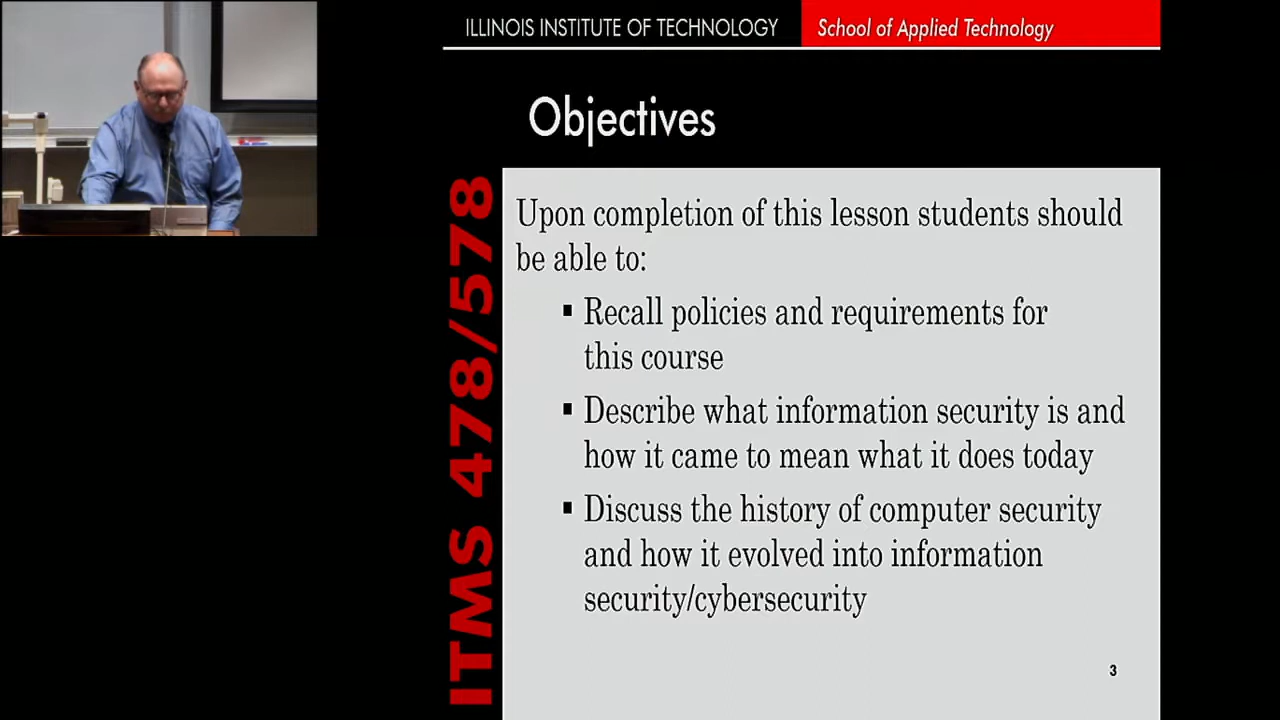 ILLINOIS INSTITUTE OF TECHNOLOGY School of Applied Technology
Objectives
ITMS 478/578
Upon completion of this lesson students should
be able to:
▪ Recall policies and requirements for
this course
▪ Describe what information security is and
how it came to mean what it does today
▪ Discuss the history of computer security
and how it evolved into information
security/cybersecurity
3